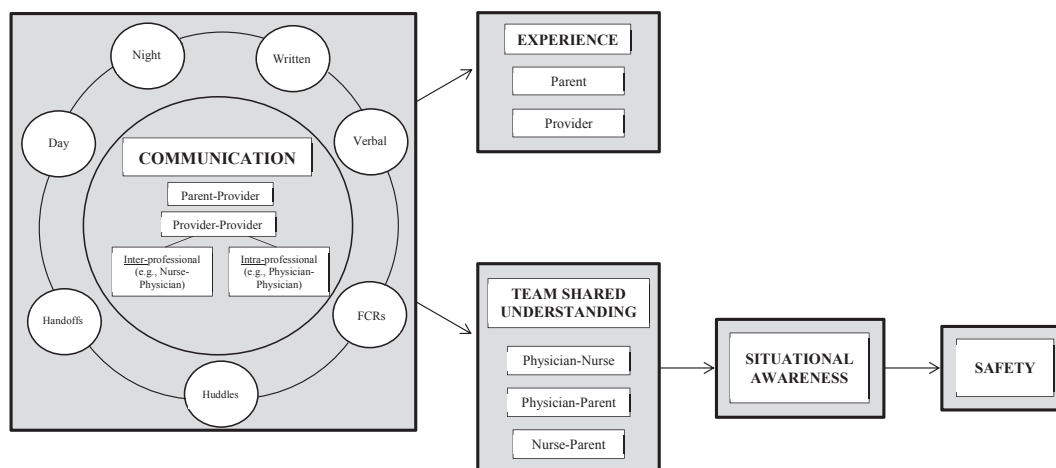 Night
Written
Day
Verbal
COMMUNICATION
Parent-Provider
Provider-Provider
Inter-professional
(e.g., Nurse-
Physician)
Intra-professional
(e.g., Physician-
Physician)
Handoffs
FCRs
Huddles
EXPERIENCE
Parent
Provider
TEAM SHARED
UNDERSTANDING
Physician-Nurse
Physician-Parent
Nurse-Parent
SITUATIONAL
AWARENESS
SAFETY